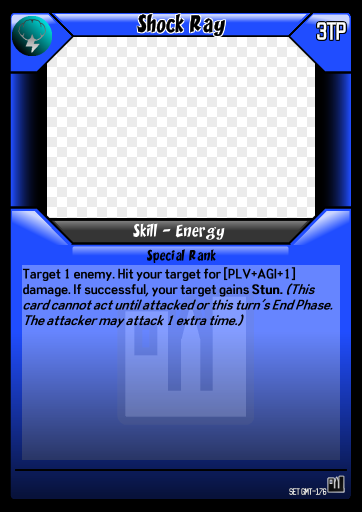 Shock Ray
3TP
Skill - Energy
Special Rank
Target 1 enemy. Hit your target for [PLV+AGI+1]
damage. If successful, your target gains Stun. (This
card cannot act until attacked or this turn's End Phase.
The attacker may attack 1 extra time.)
SET GMT-176